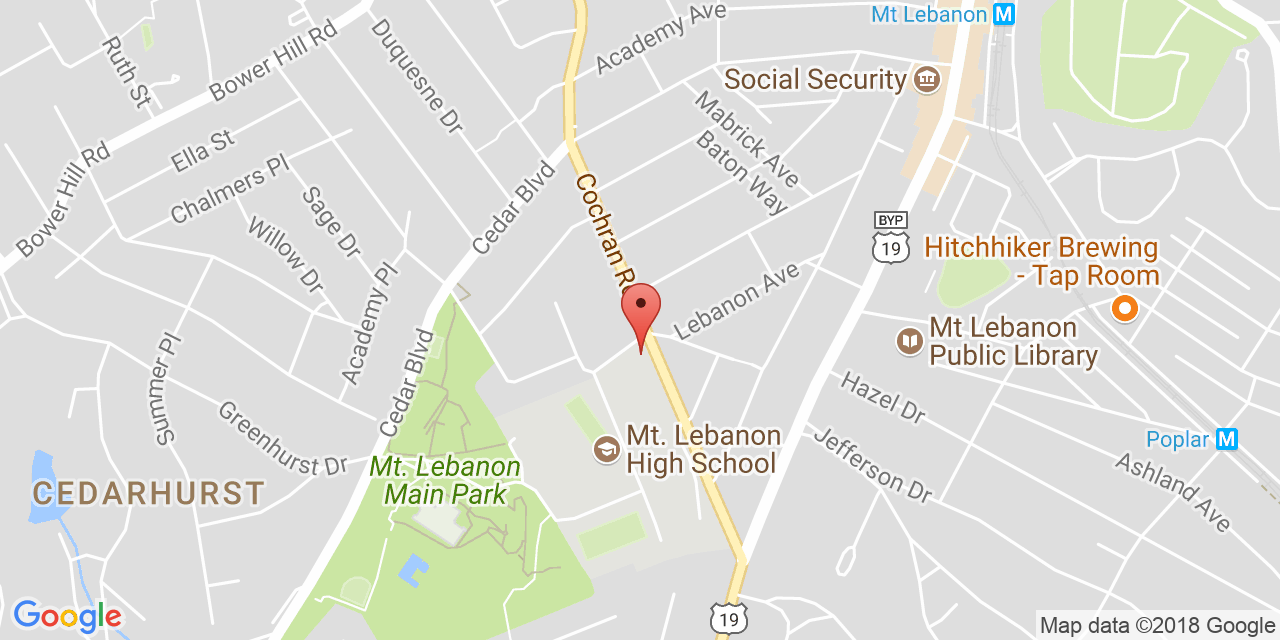 Mt Lebanon M
Academy Ave
Duquesne Dr
Bower Hill Rd
Ruth St
Social Security
Mabrick Ave
Baton Way
Ella St
Bower Hill Rd
Chalmers Pl
Cedar Blvd
Cochran Rd
Sage Dr
Willow Dr
BYP
19
Hitchhiker Brewing
- Tap Room
Academy Pl
Lebanon Ave
Mt Lebanon
Public Library
Summer Pl
Cedar Blvd
Hazel Dr
Greenhurst Dr
Mt. Lebanon
High School
Jefferson Dr
Poplar M
Ashland Ave
Mt. Lebanon
Main Park
CEDARHURST
Google
19
Map data ©2018 Google